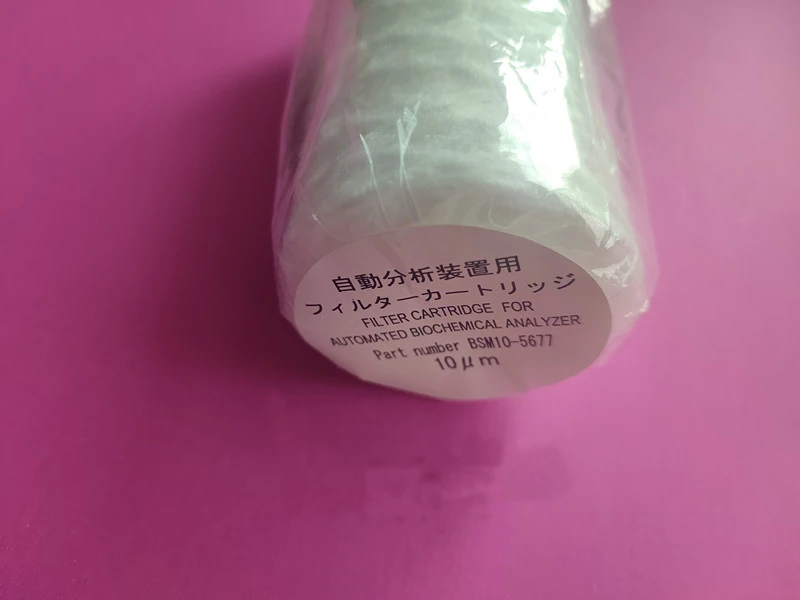 自動分析装置用
フィルターカートリッジ
FILTER CARTRIDGE FOR
AUTOMATED BIOCHEMICAL ANALYZER
Part number BSM10-5677
10μm